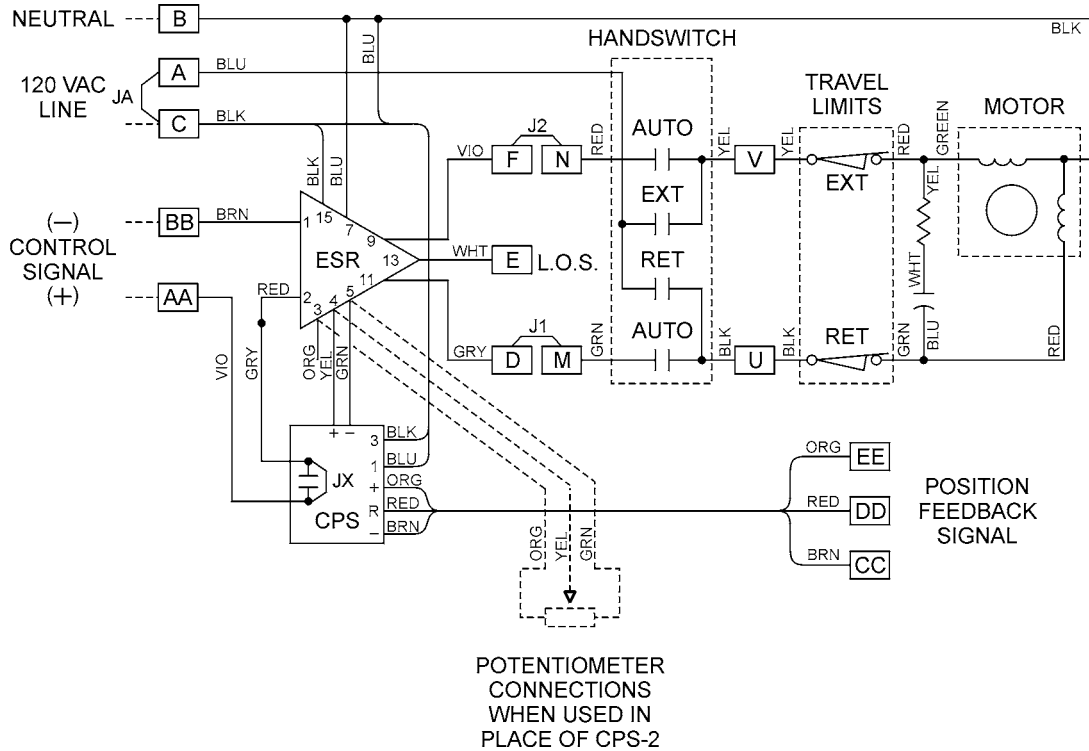 NEUTRAL B BLK
BLU
HANDSWITCH
A BLU
120 VAC
LINE
JA
TRAVEL
LIMITS
MOTOR
C BLK
J2
RED
AUTO
YEL
YEL
RED
GREEN
VIO
F
N
V
BLK
BLU
EXT
EXT
YEL
(−)
CONTROL
SIGNAL
(+)
BB BRN
1
15
7
9
ESR
13
WHT
E
L.O.S.
RET
11
WHT
AA
RED
2
3
4
5
J1
GRN
AUTO
BLK
BLK
RET
GRN
BLU
RED
GRY
D
M
U
VIO
GRY
ORG
YEL
GRN
+ −
3
BLK
1
BLU
JX
+
ORG
R
RED
CPS
−
BRN
ORG
EE
RED
DD
BRN
CC
POSITION
FEEDBACK
SIGNAL
ORG
YEL
GRN
POTENTIOMETER
CONNECTIONS
WHEN USED IN
PLACE OF CPS-2